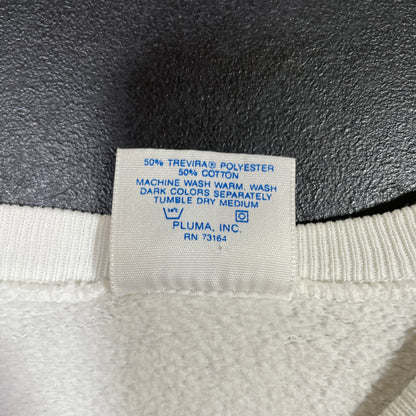 50% TREVIRA® POLYESTER
50% COTTON
MACHINE WASH WARM, WASH
DARK COLORS SEPARATELY
TUMBLE DRY MEDIUM
PLUMA, INC.
RN 73164